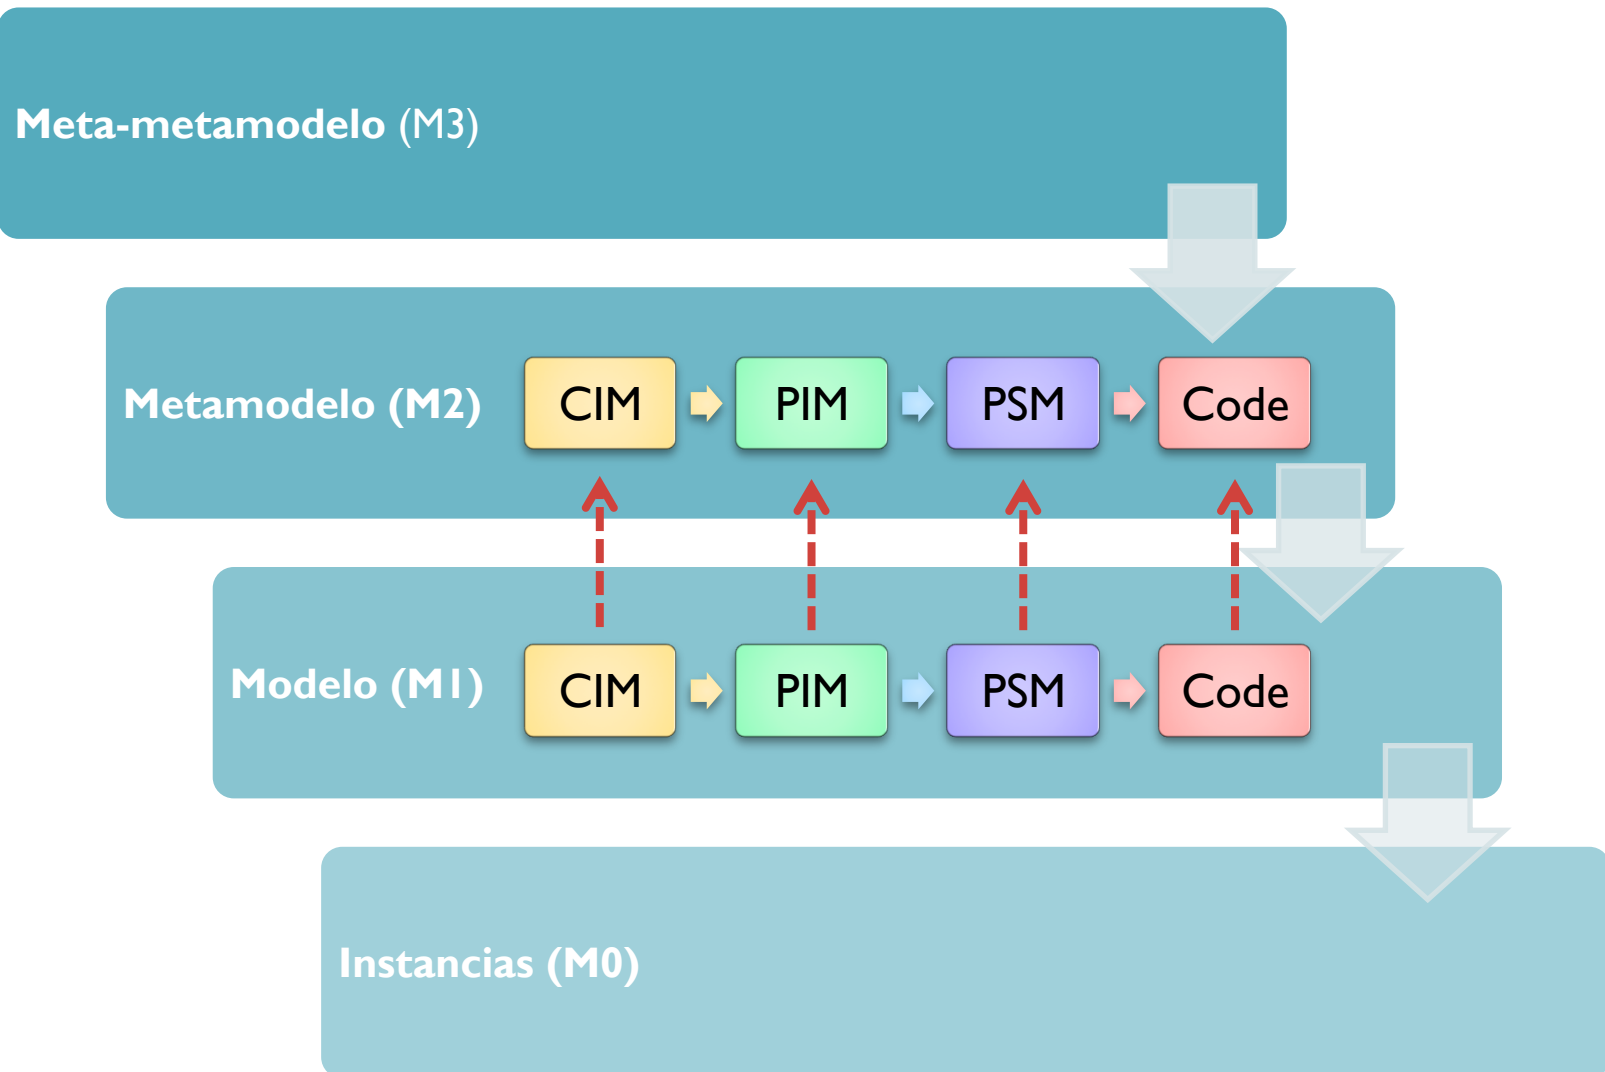 Meta-metamodelo (M3)
Metamodelo (M2)
CIM
PIM
PSM
Code
Modelo (M1)
CIM
PIM
PSM
Code
Instancias (M0)